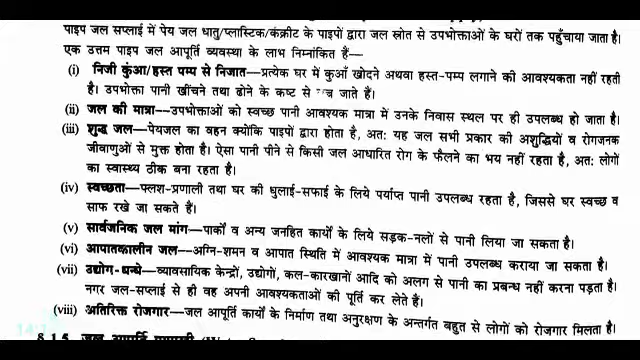 पाइप जल सप्लाई में पेय जल धातु/प्लास्टिक/कंक्रीट के पाइपों द्वारा जल स्रोत से उपभोक्ताओं के घरों तक पहुँचाया जाता है।
एक उत्तम पाइप जल आपूर्ति व्यवस्था के लाभ निम्नांकित हैं—
(i) निजी कुंआ/हस्त पम्प से निजात— प्रत्येक घर में कुआँ खोदने अथवा हस्त-पम्प लगाने की आवश्यकता नहीं रहती
है। उपभोक्ता पानी खींचने तथा ढोने के कष्ट से जाते हैं।
(ii) जल की मात्रा—उपभोक्ताओं को स्वच्छ पानी आवश्यक मात्रा में उनके निवास स्थल पर ही उपलब्ध हो जाता है।
(iii) शुद्ध जल— पेयजल का वहन क्योकि पाइपों द्वारा होता है, अत: यह जल सभी प्रकार की अशुद्धियों व रोगजनक
जीवाणुओं से मुक्त होता है। ऐसा पानी पीने से किसी जल आधारित रोग के फैलने का भय नहीं रहता है, अत: लोगों
का स्वास्थ्य ठीक बना रहता है।
(iv) स्वच्छता— फ्लश-प्रणाली तथा घर की धुलाई-सफाई के लिये पर्याप्त पानी उपलब्ध रहता है, जिससे घर स्वच्छ व
साफ रखे जा सकते हैं।
(v) सार्वजनिक जल मांग— पार्कों व अन्य जनहित कार्यों के लिये सड़क-नलों से पानी लिया जा सकता है।
(vi) आपातकालीन जल— अग्नि-शमन व आपात स्थिति में आवश्यक मात्रा में पानी उपलब्ध कराया जा सकता है।
(vii) उद्योग-धन्धे—व्यावसायिक केन्द्रों, उद्योगों, कल-कारखानों आदि को अलग से पानी का प्रबन्ध नहीं करना पड़ता है।
नगर जल-सप्लाई से ही वह अपनी आवश्यकताओं की पूर्ति कर लेते हैं।
(viii) अतिरिक्त रोजगार— जल आपूर्ति कार्यों के निर्माण तथा अनुरक्षण के अन्तर्गत बहुत से लोगों को रोजगार मिलता है।
§ 1.5 जल आपूर्ति